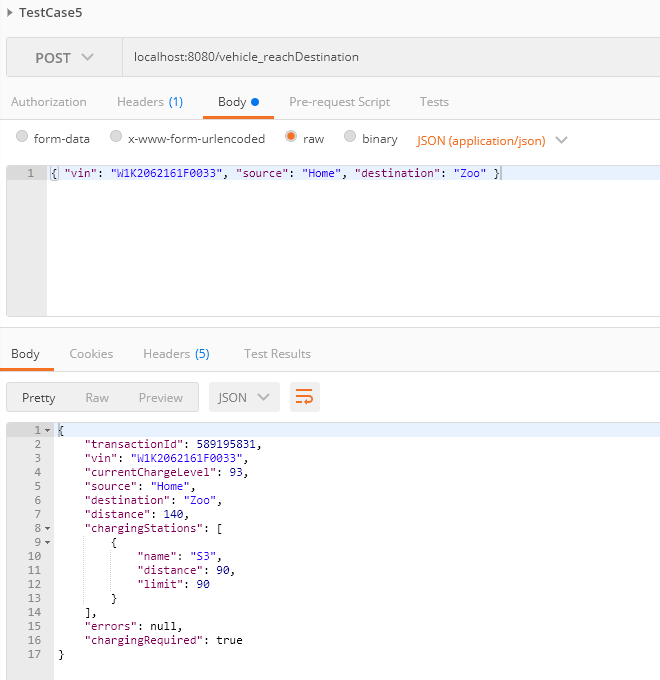 TestCase5
POST localhost:8080/vehicle_reachDestination
Authorization Headers (1) Body Pre-request Script Tests
form-data x-www-form-urlencoded raw binary JSON (application/json)
1 { "vin": "W1K2062161F0033", "source": "Home", "destination": "Zoo" }
Body Cookies Headers (5) Test Results
Pretty Raw Preview JSON
1 {
2 "transactionId": 589195831,
3 "vin": "W1K2062161F0033",
4 "currentChargeLevel": 93,
5 "source": "Home",
6 "destination": "Zoo",
7 "distance": 140,
8 "chargingStations": [
9 {
10 "name": "S3",
11 "distance": 90,
12 "limit": 90
13 }
14 ],
15 "errors": null,
16 "chargingRequired": true
17 }